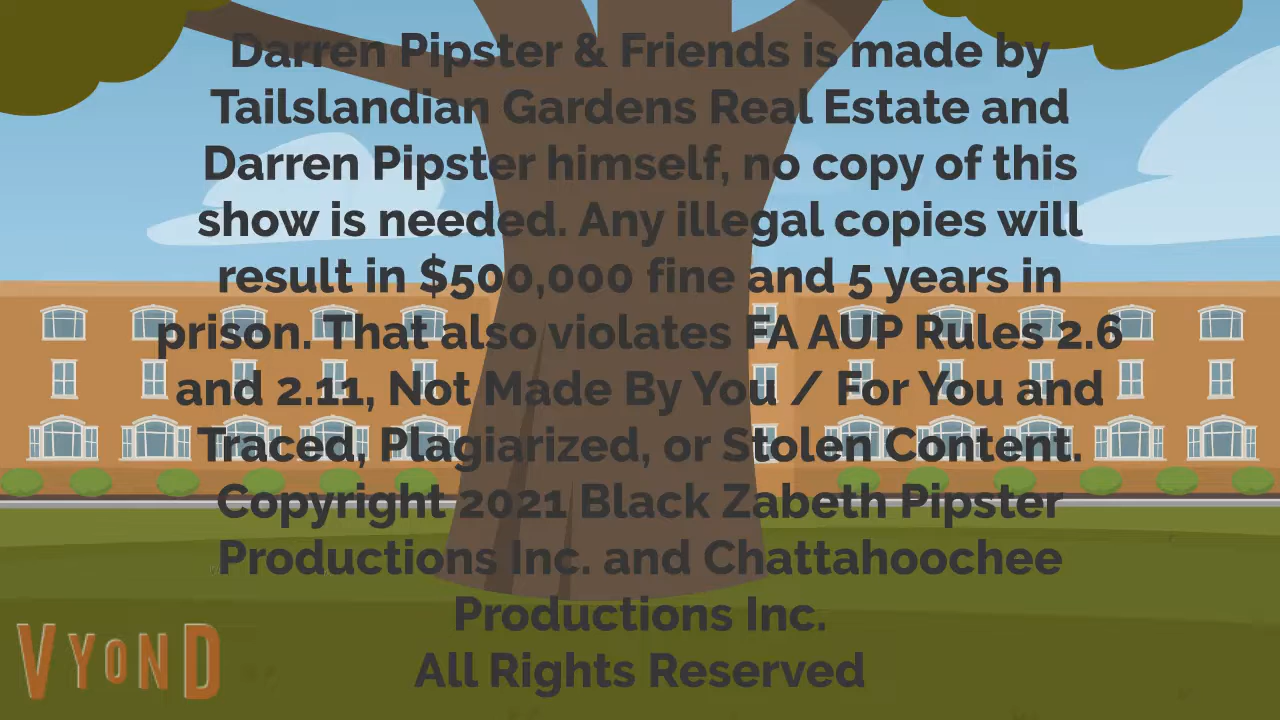 Darren Pipster & Friends is made by
Tailslandian Gardens Real Estate and
Darren Pipster himself, no copy of this
show is needed. Any illegal copies will
result in $500,000 fine and 5 years in
prison. That also violates FA AUP Rules 2.6
and 2.11, Not Made By You / For You and
Traced, Plagiarized, or Stolen Content.
Copyright 2021 Black Zabeth Pipster
Productions Inc. and Chattahoochee
Productions Inc.
All Rights Reserved
VYOND